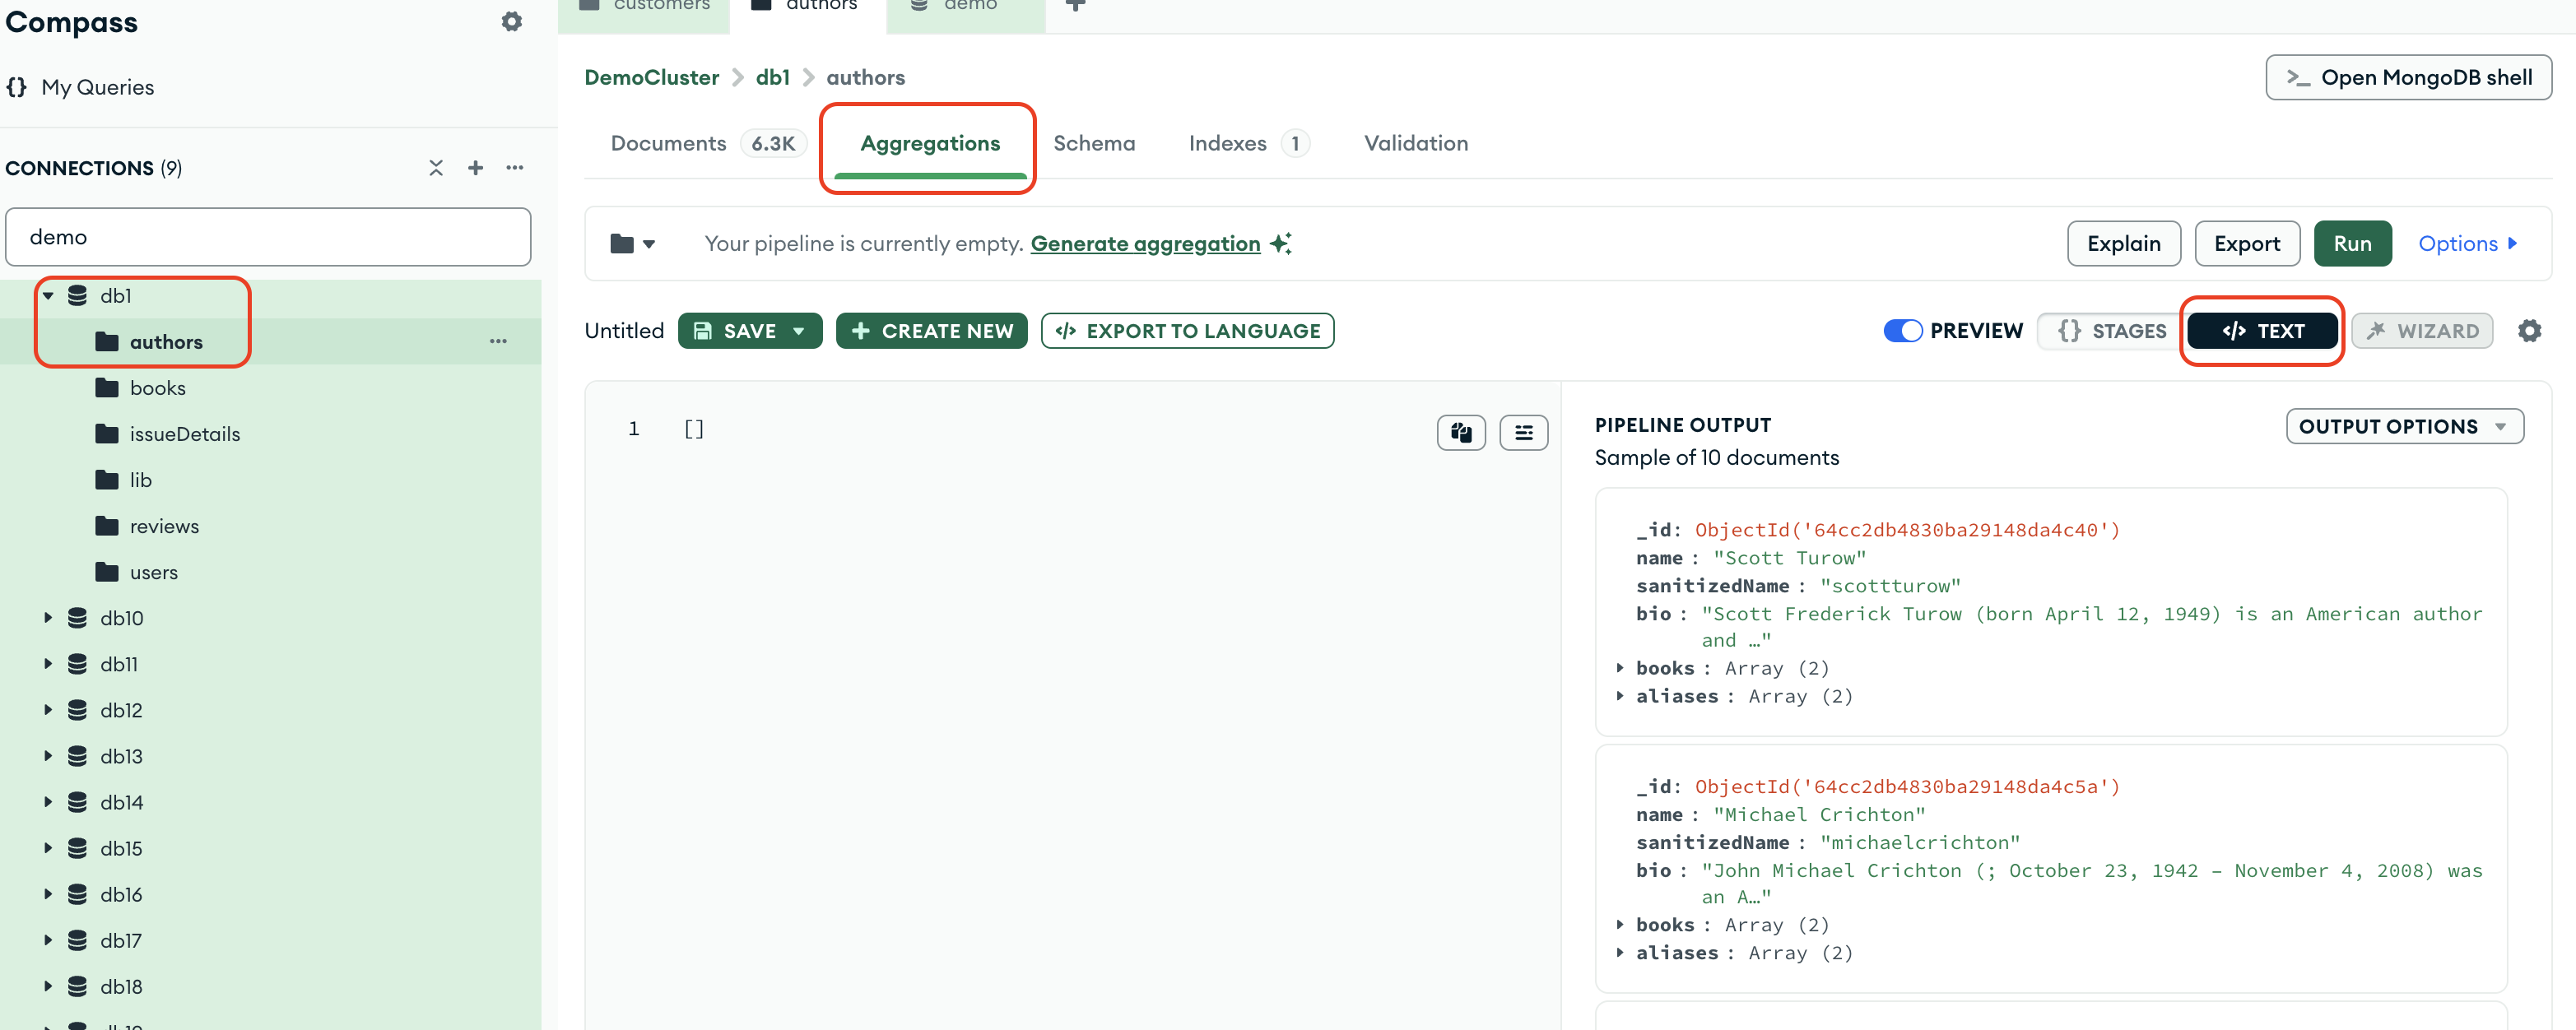 Compass
{} My Queries
CONNECTIONS (9)
demo
db1
authors
books
issueDetails
lib
reviews
users
db10
db11
db12
db13
db14
db15
db16
db17
db18
customers
authors
demo
DemoCluster > db1 > authors
>_ Open MongoDB shell
Documents 6.3K
Aggregations
Schema
Indexes 1
Validation
Your pipeline is currently empty. Generate aggregation
Explain
Export
Run
Options
Untitled
SAVE
+ CREATE NEW
</> EXPORT TO LANGUAGE
PREVIEW
{} STAGES
</> TEXT
WIZARD
1 []
PIPELINE OUTPUT
OUTPUT OPTIONS
Sample of 10 documents
_id: ObjectId('64cc2db4830ba29148da4c40')
name : "Scott Turow"
sanitizedName : "scottturow"
bio : "Scott Frederick Turow (born April 12, 1949) is an American author
and …"
books : Array (2)
aliases : Array (2)
_id: ObjectId('64cc2db4830ba29148da4c5a')
name : "Michael Crichton"
sanitizedName : "michaelcrichton"
bio : "John Michael Crichton (; October 23, 1942 – November 4, 2008) was
an A…"
books : Array (2)
aliases : Array (2)